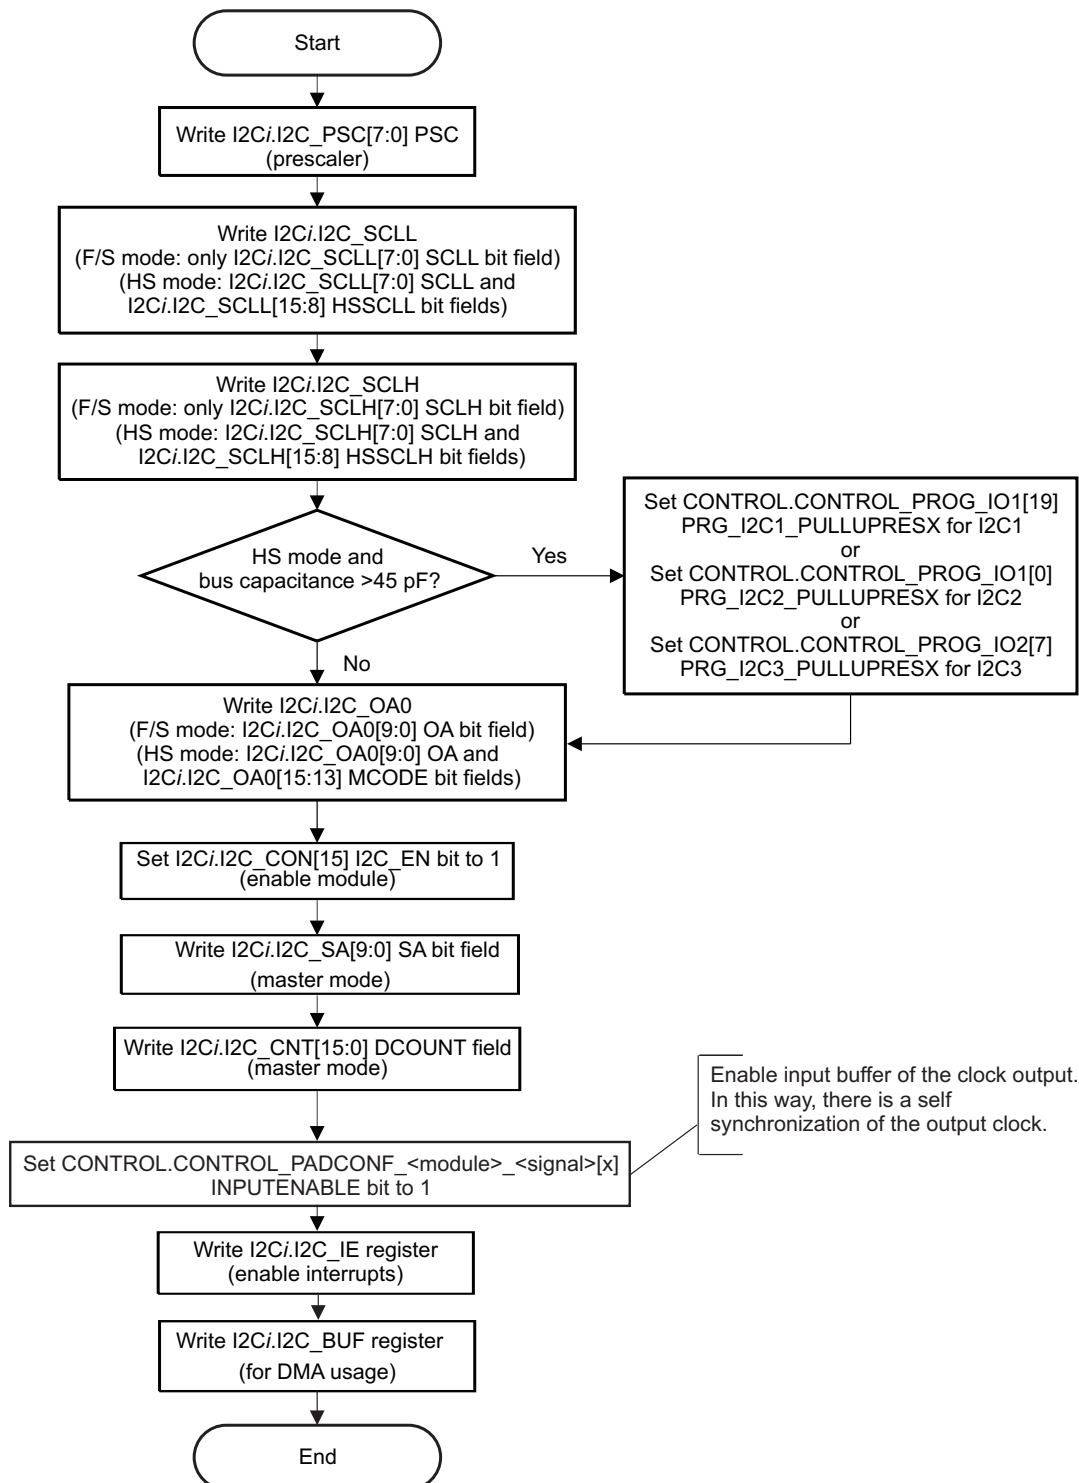 Start
Write I2Ci.I2C_PSC[7:0] PSC
(prescaler)
Write I2Ci.I2C_SCLL
(F/S mode: only I2Ci.I2C_SCLL[7:0] SCLL bit field)
(HS mode: I2Ci.I2C_SCLL[7:0] SCLL and
I2Ci.I2C_SCLL[15:8] HSSCLL bit fields)
Write I2Ci.I2C_SCLH
(F/S mode: only I2Ci.I2C_SCLH[7:0] SCLH bit field)
(HS mode: I2Ci.I2C_SCLH[7:0] SCLH and
I2Ci.I2C_SCLH[15:8] HSSCLH bit fields)
HS mode and
bus capacitance >45 pF?
Yes
Set CONTROL.CONTROL_PROG_IO1[19]
PRG_I2C1_PULLUPRESX for I2C1
or
Set CONTROL.CONTROL_PROG_IO1[0]
PRG_I2C2_PULLUPRESX for I2C2
or
Set CONTROL.CONTROL_PROG_IO2[7]
PRG_I2C3_PULLUPRESX for I2C3
No
Write I2Ci.I2C_OA0
(F/S mode: I2Ci.I2C_OA0[9:0] OA bit field)
(HS mode: I2Ci.I2C_OA0[9:0] OA and
I2Ci.I2C_OA0[15:13] MCODE bit fields)
Set I2Ci.I2C_CON[15] I2C_EN bit to 1
(enable module)
Write I2Ci.I2C_SA[9:0] SA bit field
(master mode)
Write I2Ci.I2C_CNT[15:0] DCOUNT field
(master mode)
Enable input buffer of the clock output.
In this way, there is a self
synchronization of the output clock.
Set CONTROL.CONTROL_PADCONF_<module>_<signal>[x]
INPUTENABLE bit to 1
Write I2Ci.I2C_IE register
(enable interrupts)
Write I2Ci.I2C_BUF register
(for DMA usage)
End